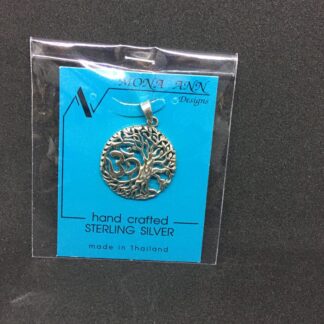 MONA ANN
Designs
ॐ
hand crafted
STERLING SILVER
made in Thailand